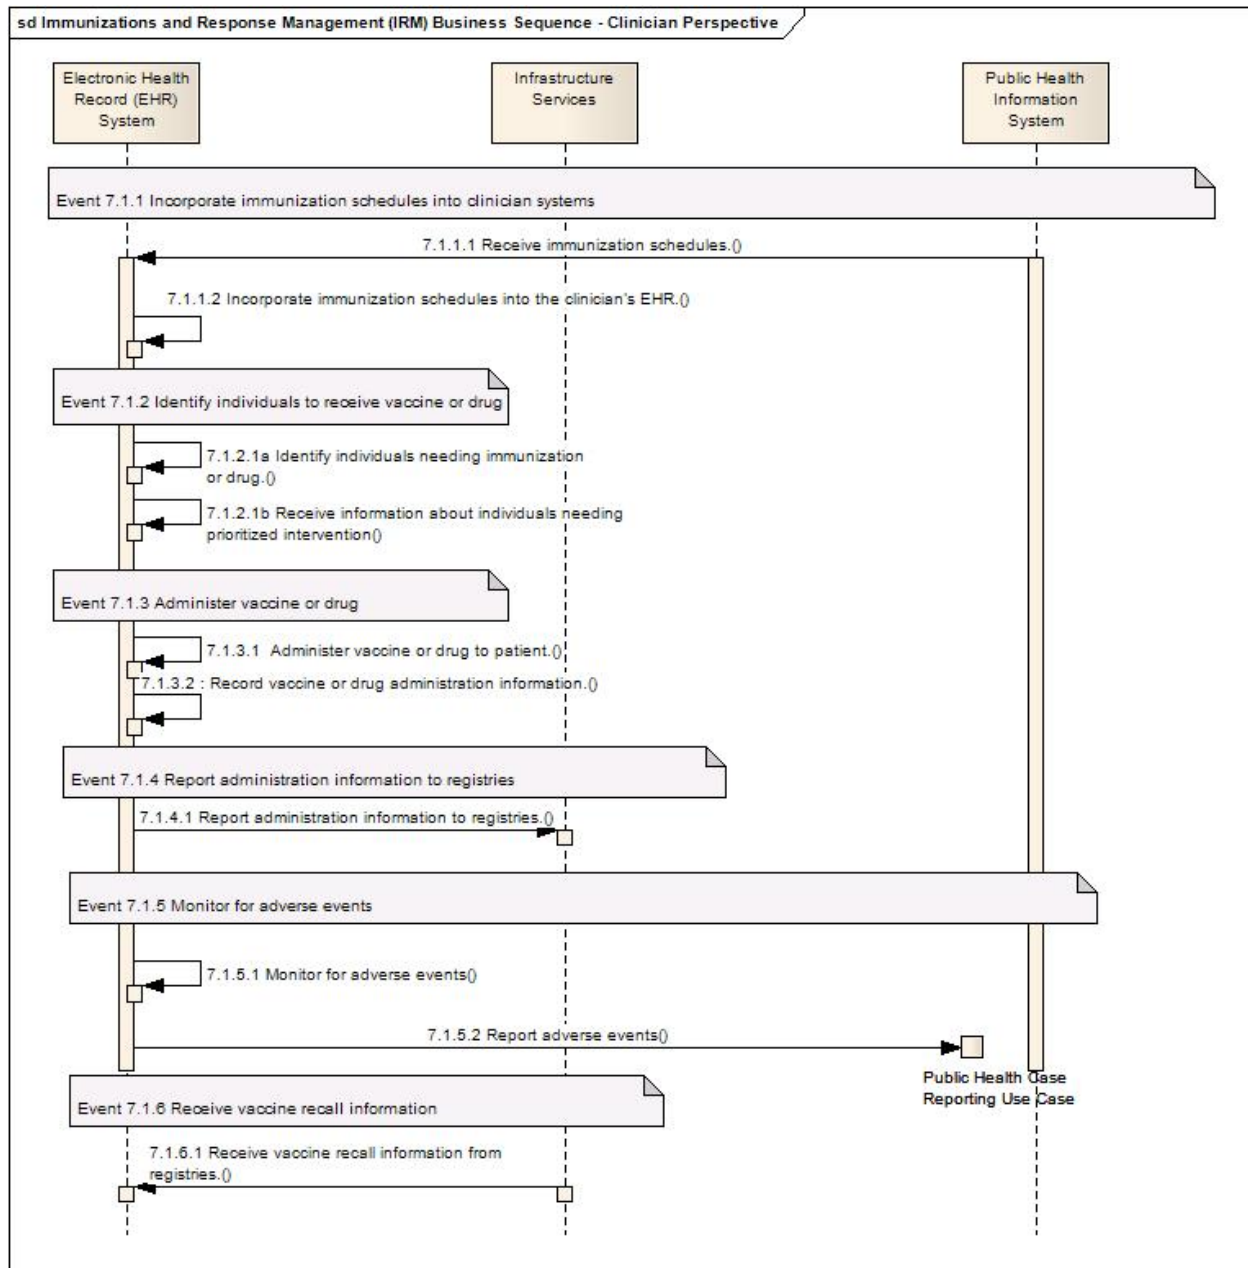 sd Immunizations and Response Management (IRM) Business Sequence - Clinician Perspective
Electronic Health
Record (EHR)
System
Infrastructure
Services
Public Health
Information
System
Event 7.1.1 Incorporate immunization schedules into clinician systems
7.1.1.1 Receive immunization schedules.()
7.1.1.2 Incorporate immunization schedules into the clinician's EHR.()
Event 7.1.2 Identify individuals to receive vaccine or drug
7.1.2.1a Identify individuals needing immunization
or drug.()
7.1.2.1b Receive information about individuals needing
prioritized intervention()
Event 7.1.3 Administer vaccine or drug
7.1.3.1  Administer vaccine or drug to patient.()
7.1.3.2 : Record vaccine or drug administration information.()
Event 7.1.4 Report administration information to registries
7.1.4.1 Report administration information to registries.()
Event 7.1.5 Monitor for adverse events
7.1.5.1 Monitor for adverse events()
7.1.5.2 Report adverse events()
Public Health Case
Reporting Use Case
Event 7.1.6 Receive vaccine recall information
7.1.6.1 Receive vaccine recall information from
registries.()